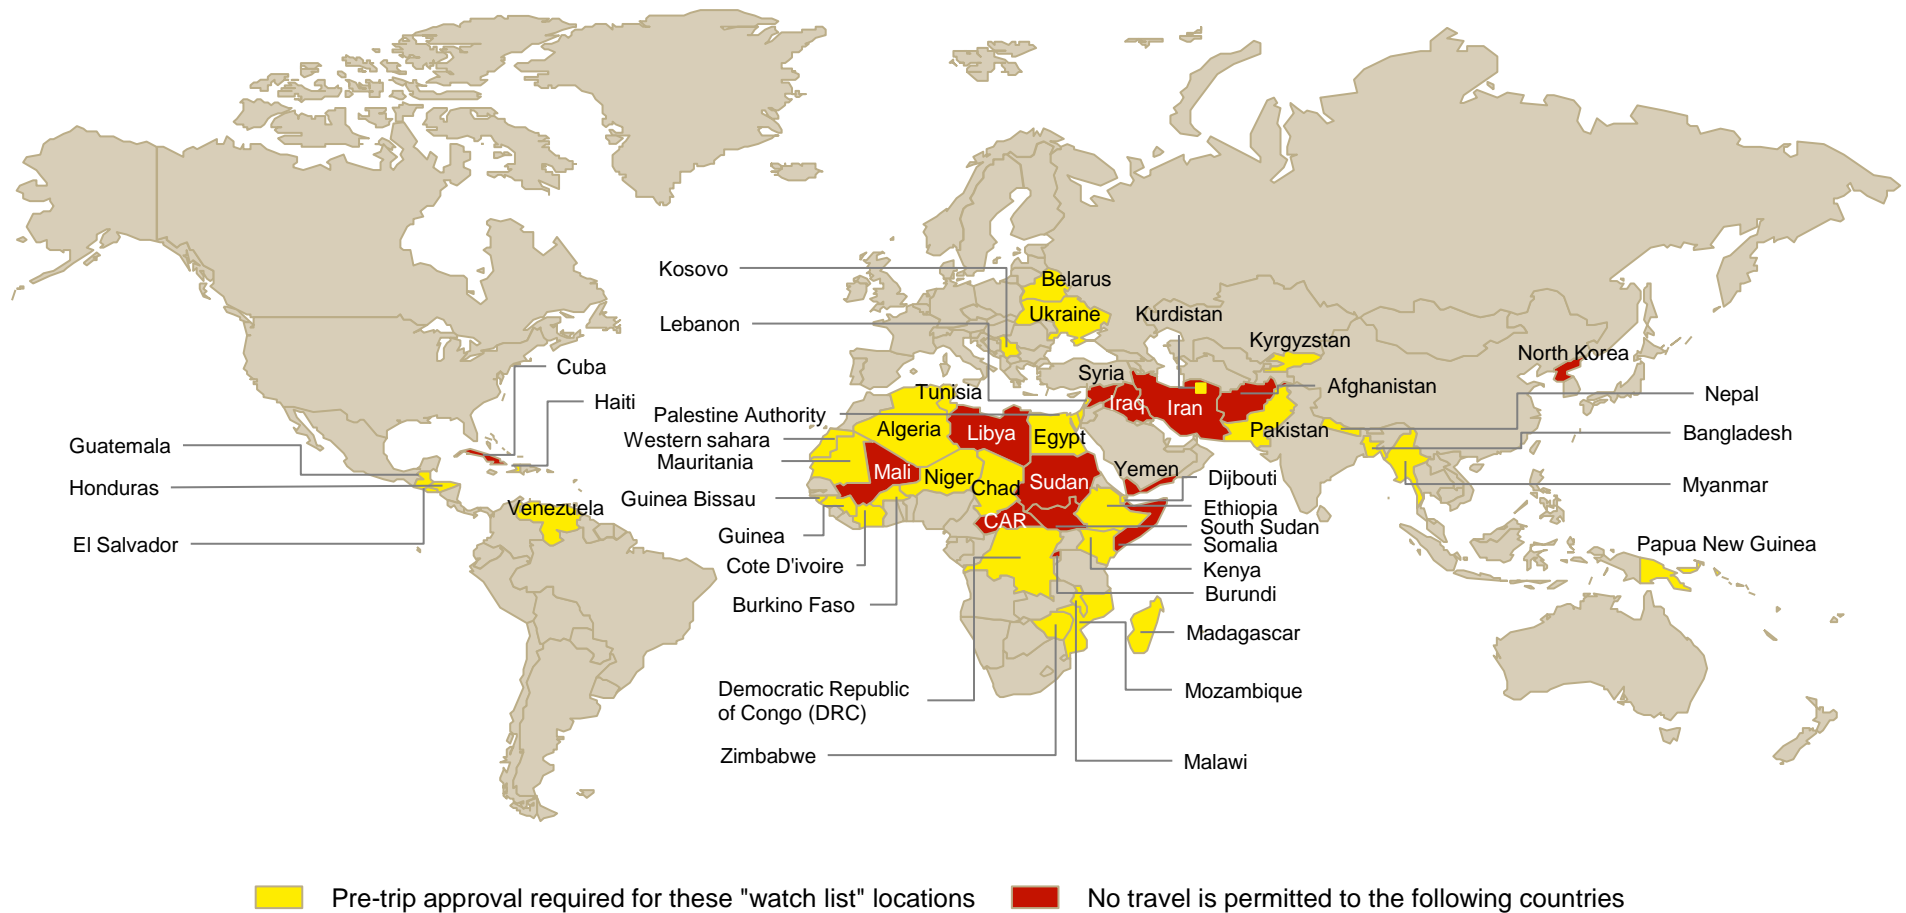 Kosovo
Belarus
Lebanon
Ukraine
Kurdistan
Kyrgyzstan
North Korea
Cuba
Syria
Afghanistan
Tunisia
Nepal
Haiti
Palestine Authority
Iraq
Iran
Algeria
Libya
Egypt
Pakistan
Bangladesh
Guatemala
Western sahara
Mauritania
Mali
Niger
Chad
Sudan
Yemen
Djibouti
Myanmar
Honduras
Guinea Bissau
Venezuela
Ethiopia
CAR
South Sudan
Guinea
El Salvador
Somalia
Papua New Guinea
Cote D'ivoire
Kenya
Burkino Faso
Burundi
Madagascar
Democratic Republic
of Congo (DRC)
Mozambique
Zimbabwe
Malawi
Pre-trip approval required for these "watch list" locations
No travel is permitted to the following countries